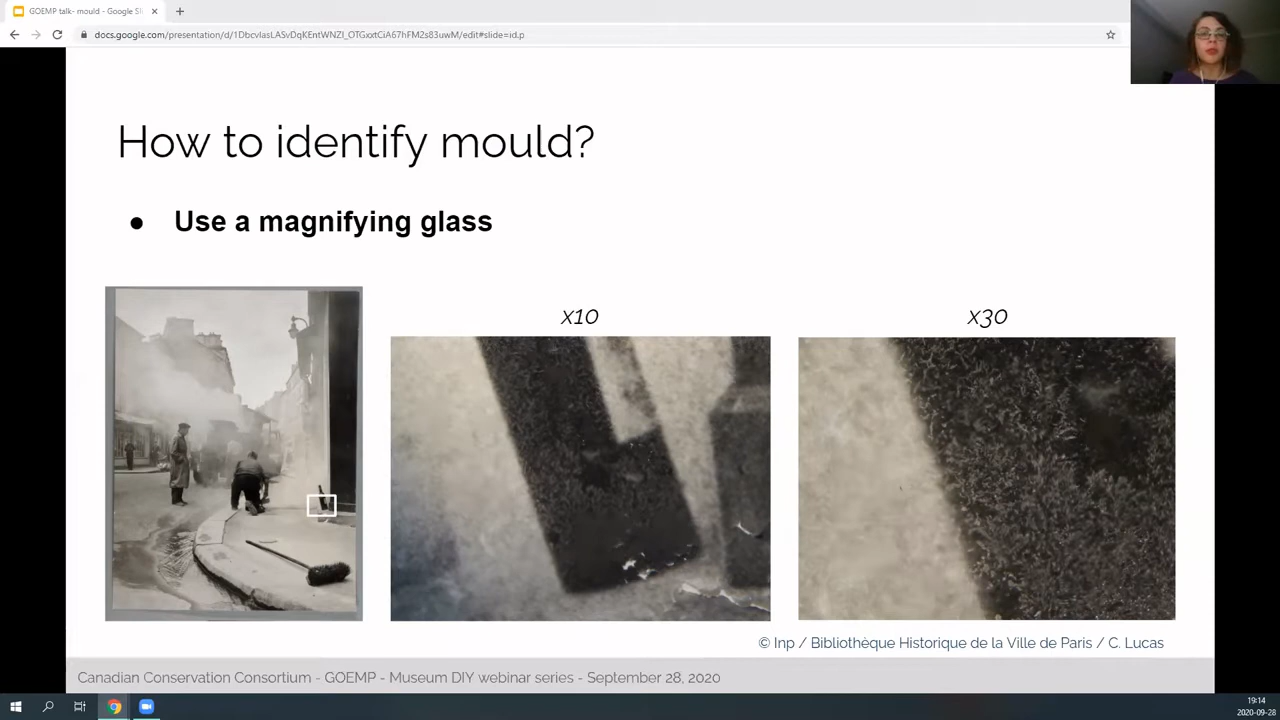 GOEMP talk- mould - Google Sli
docs.google.com/presentation/d/1DbcvIasLASvDqKEntWNZI_OTGxxtCiA67hFM2s83uwM/edit#slide=id.p
How to identify mould?
● Use a magnifying glass
x10
x30
© Inp / Bibliothèque Historique de la Ville de Paris / C. Lucas
Canadian Conservation Consortium - GOEMP - Museum DIY webinar series - September 28, 2020
19:14
2020-09-28